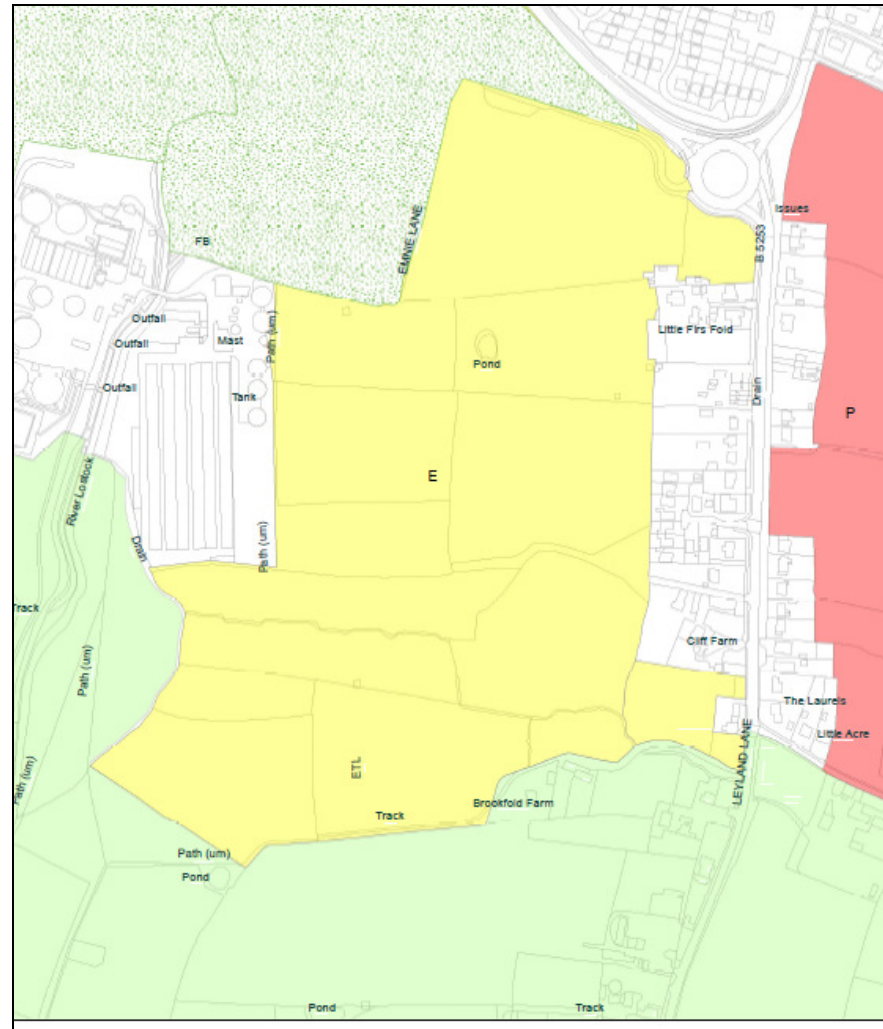 Issues
FB
EMNIE LANE
B 5253
Outfall
Little Firs Fold
Outfall
Mast
Path (um)
Pond
Outfall
Tank
Drain
P
E
River Lostock
Path (um)
Drain
Track
Cliff Farm
Path (um)
The Laurels
Little Acre
LEYLAND LANE
ETL
Path (um)
Brookfold Farm
Track
Path (um)
Pond
Pond
Track